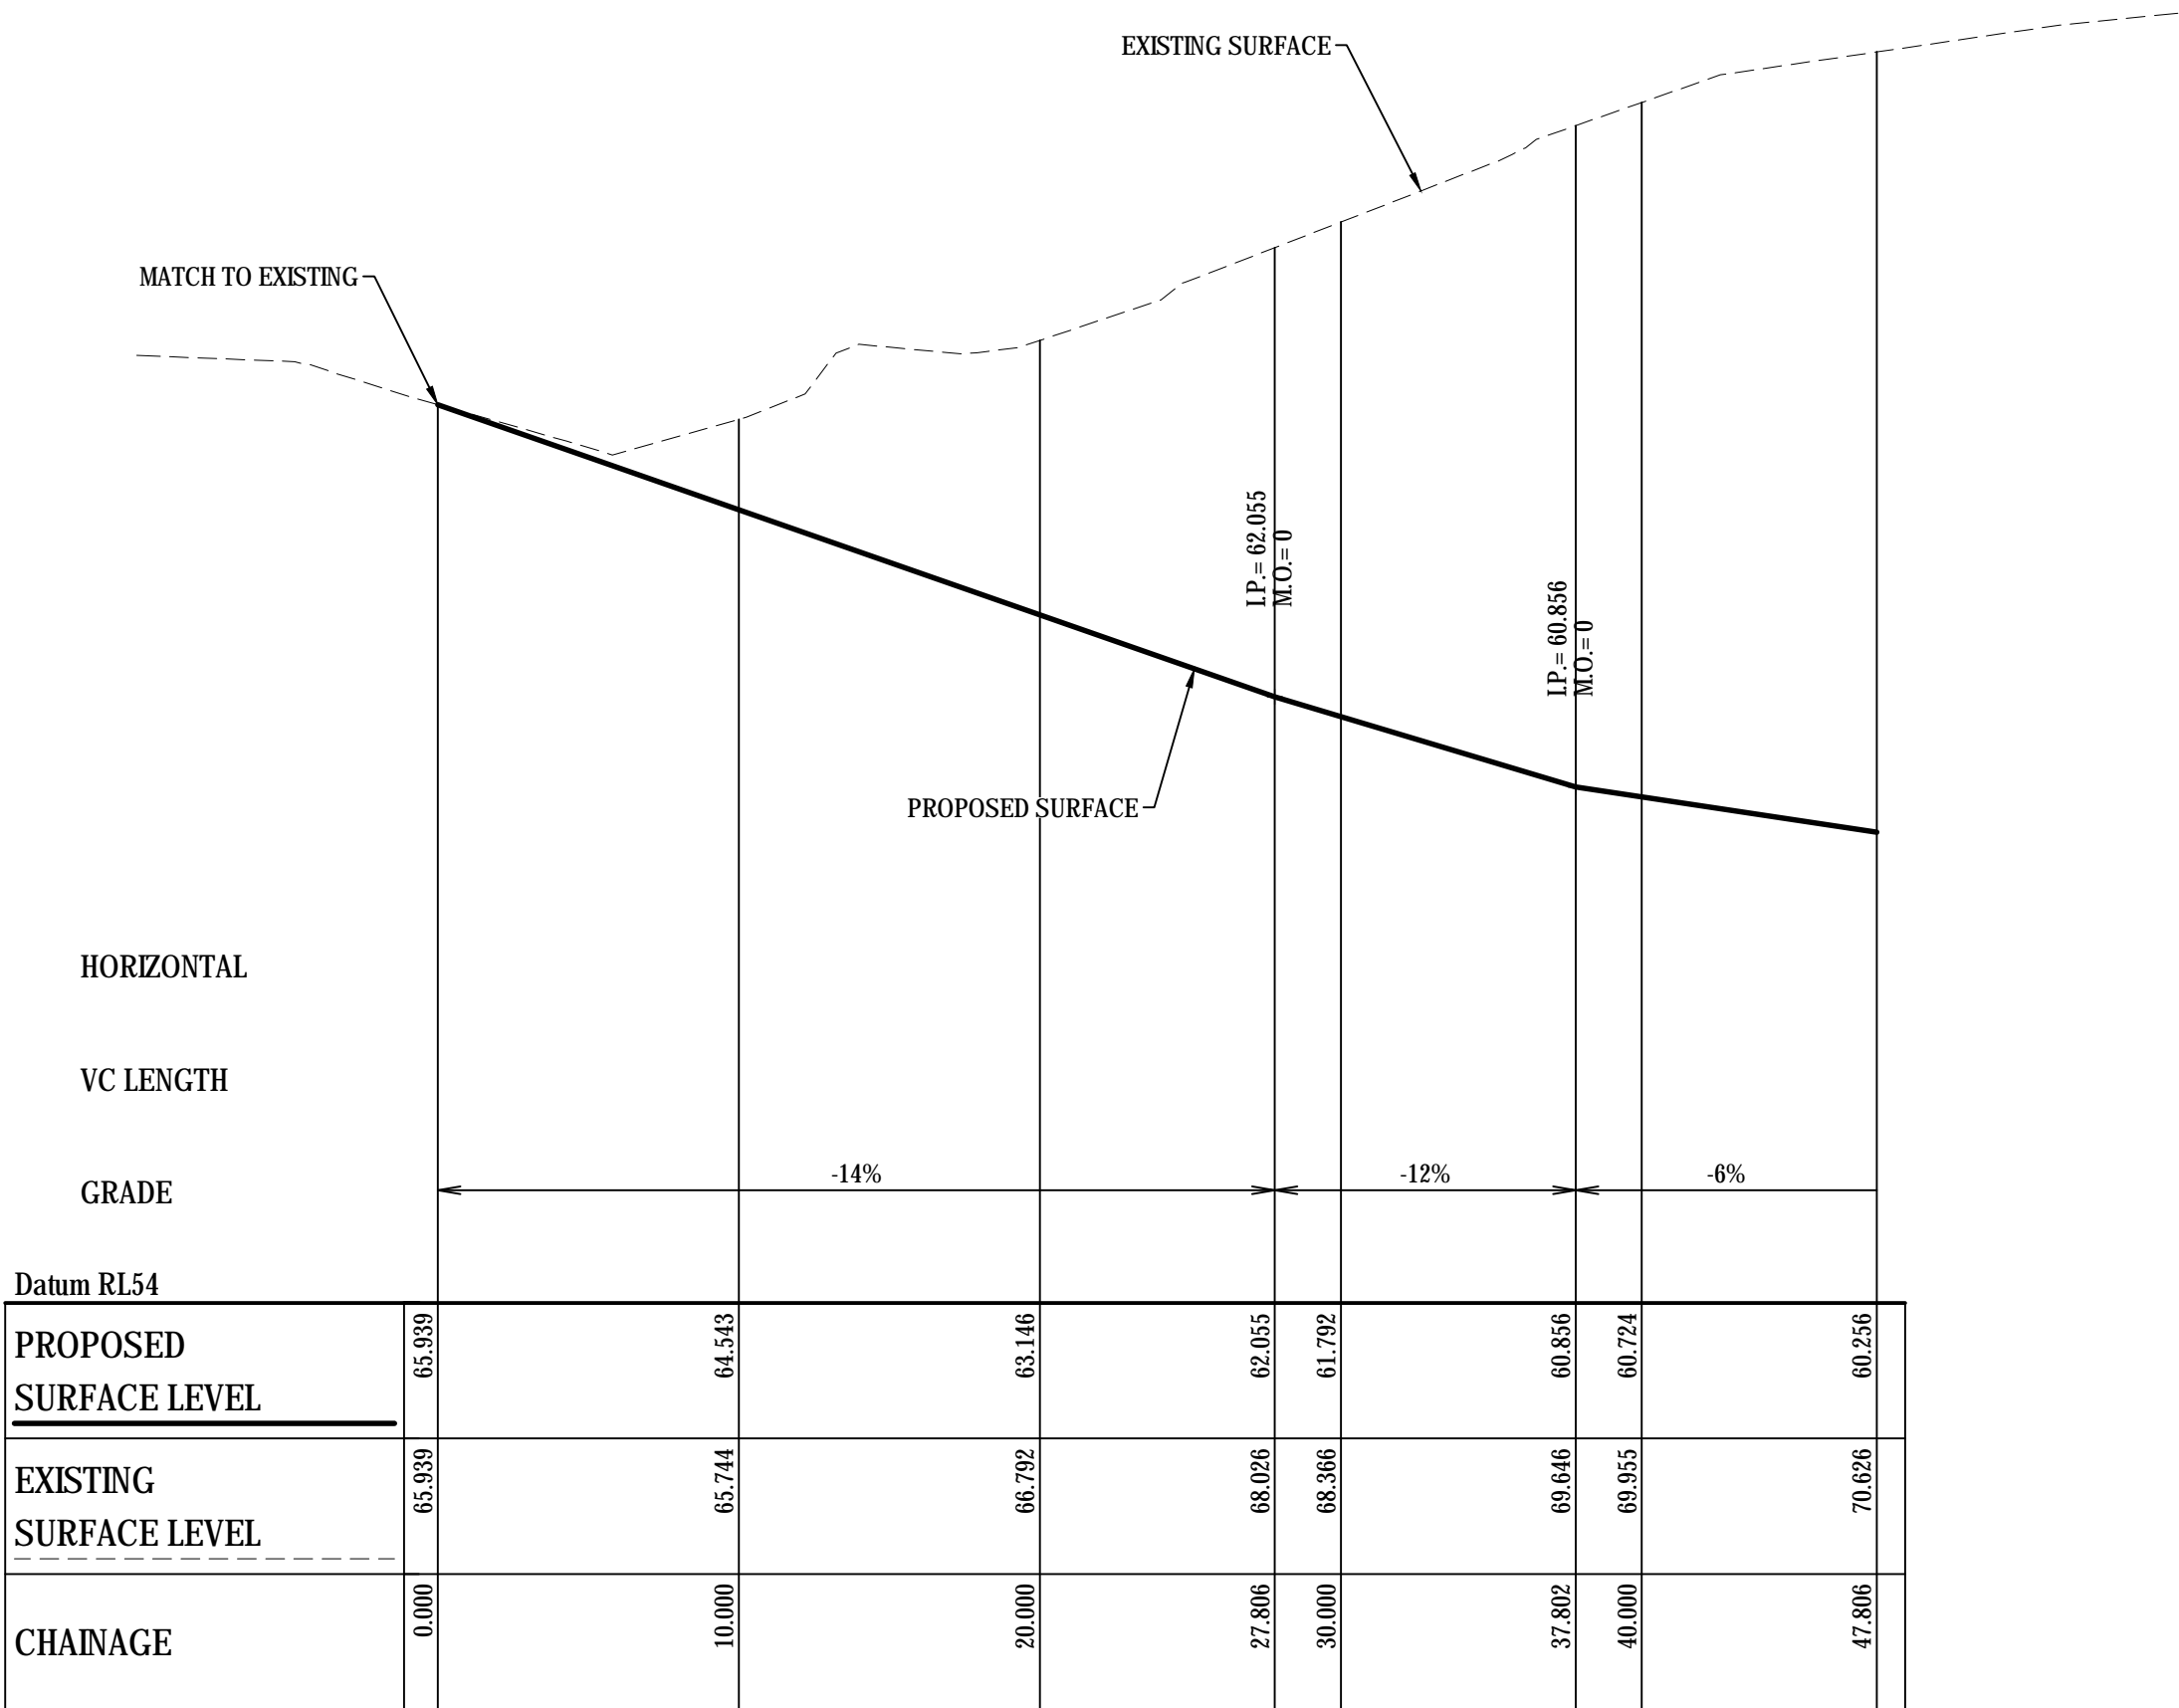 EXISTING SURFACE
MATCH TO EXISTING
I.P.= 62.055
M.O.= 0
I.P.= 60.856
M.O.= 0
PROPOSED SURFACE
HORIZONTAL
VC LENGTH
GRADE
-14%
-12%
-6%
Datum RL54
PROPOSED
SURFACE LEVEL
65.939
64.543
63.146
62.055
61.792
60.856
60.724
60.256
EXISTING
SURFACE LEVEL
65.939
65.744
66.792
68.026
68.366
69.646
69.955
70.626
CHAINAGE
0.000
10.000
20.000
27.806
30.000
37.802
40.000
47.806